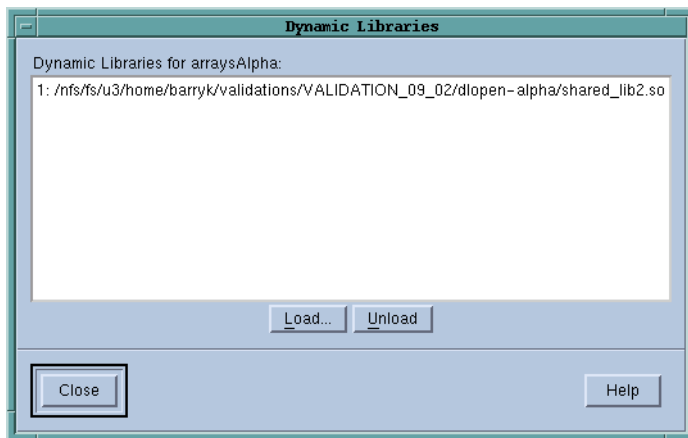 Dynamic Libraries
Dynamic Libraries for arraysAlpha:
1: /nfs/fs/u3/home/barryk/validations/VALIDATION_09_02/dlopen-alpha/shared_lib2.so
Load... Unload
Close Help